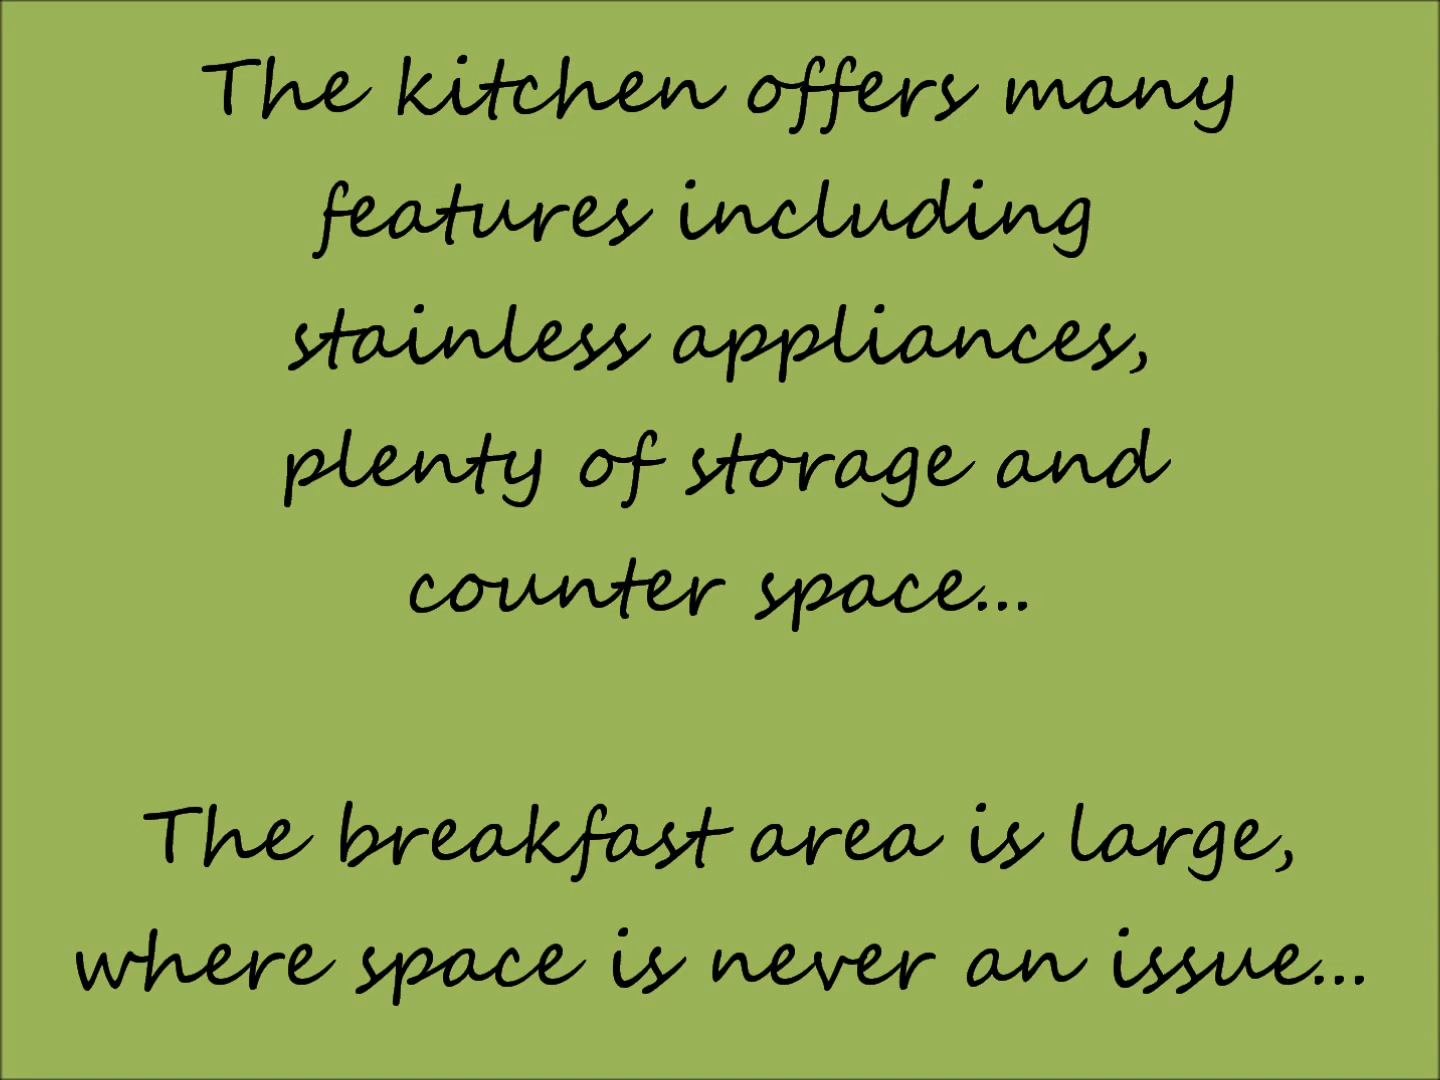 The kitchen offers many
features including
stainless appliances,
plenty of storage and
counter space...
The breakfast area is large,
where space is never an issue...